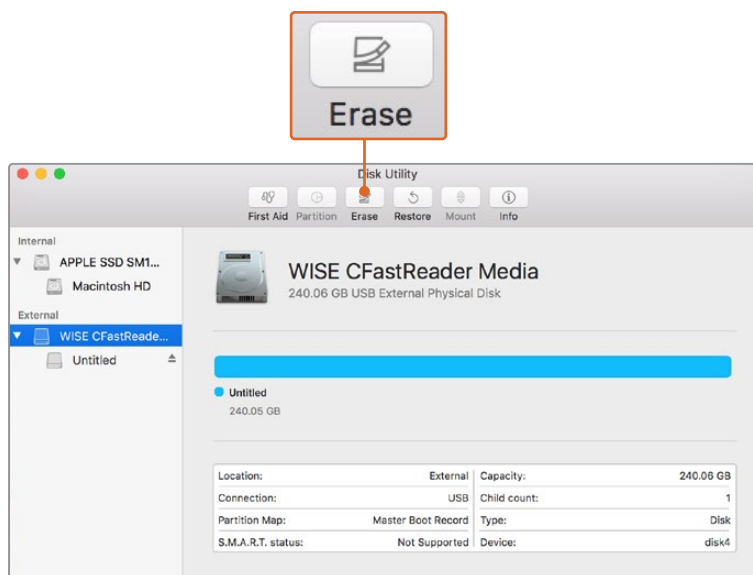 Erase
Disk Utility
First Aid Partition Erase Restore Mount Info
Internal
APPLE SSD SM1...
Macintosh HD
External
WISE CFastReade...
Untitled
WISE CFastReader Media
240.06 GB USB External Physical Disk
Untitled
240.05 GB
Location: External Capacity: 240.06 GB
Connection: USB Child count: 1
Partition Map: Master Boot Record Type: Disk
S.M.A.R.T. status: Not Supported Device: disk4